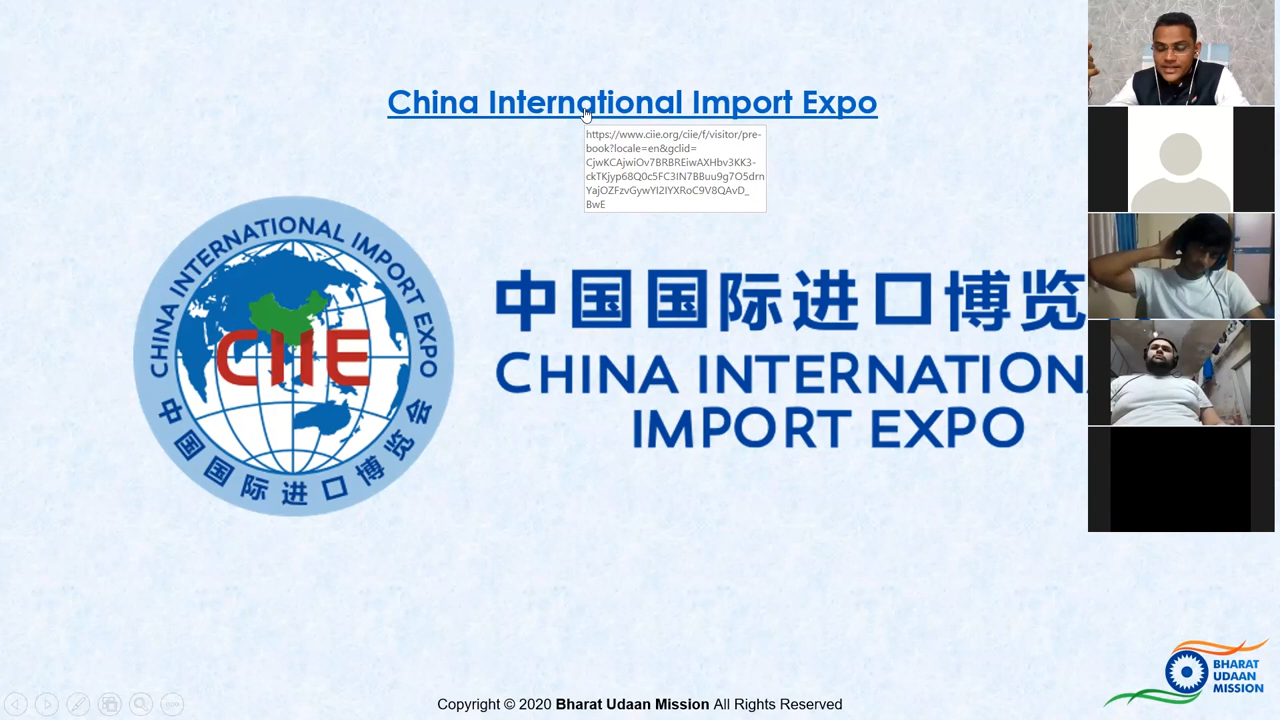 China International Import Expo
https://www.ciie.org/ciie/f/visitor/pre-
book?locale=en&gclid=
CjwKCAjwiOv7BRBREiwAXHbv3KK3-
ckTKjyp68Q0c5FC3IN7BBuu9g7O5drn
YajOZFzvGywYI2IYXRoC9V8QAvD_
BwE
CHINA INTERNATIONAL IMPORT EXPO
CIIE
中国国际进口博览会
中国国际进口博览
CHINA INTERNATION
IMPORT EXPO
BHARAT
UDAAN
MISSION
Copyright © 2020 Bharat Udaan Mission All Rights Reserved